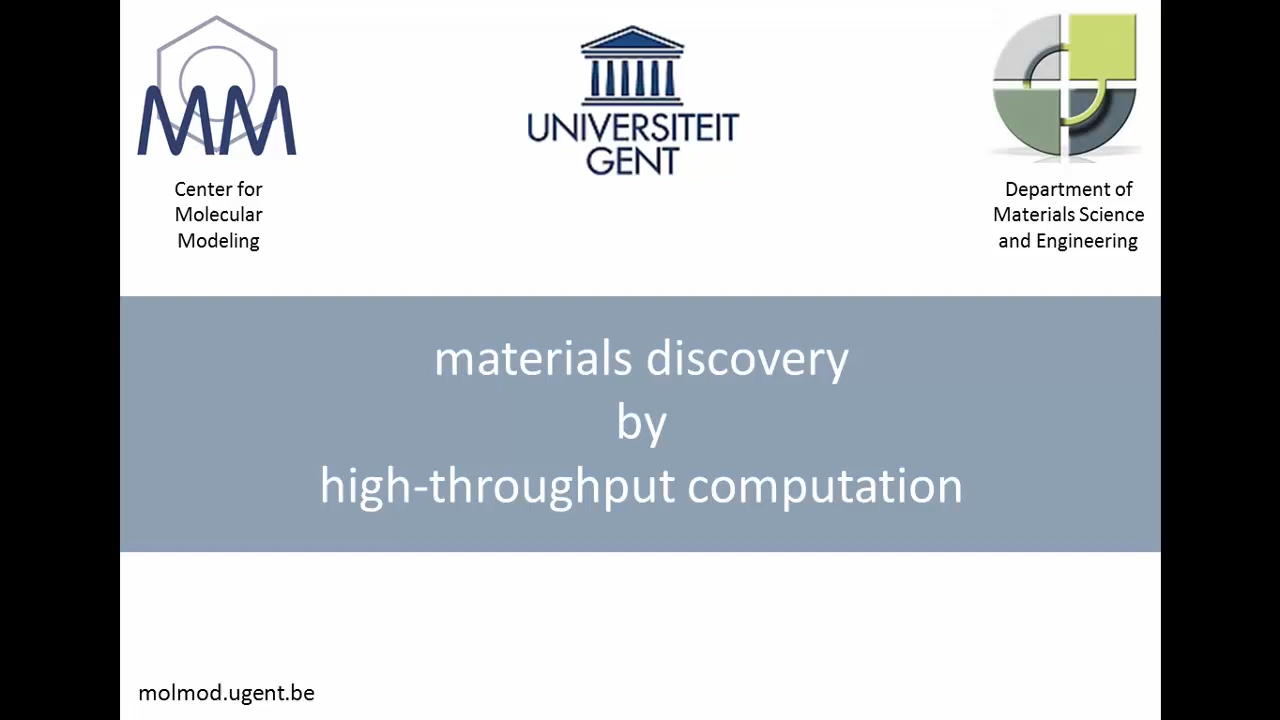 MM
Center for
Molecular
Modeling
UNIVERSITEIT
GENT
Department of
Materials Science
and Engineering
materials discovery
by
high-throughput computation
molmod.ugent.be